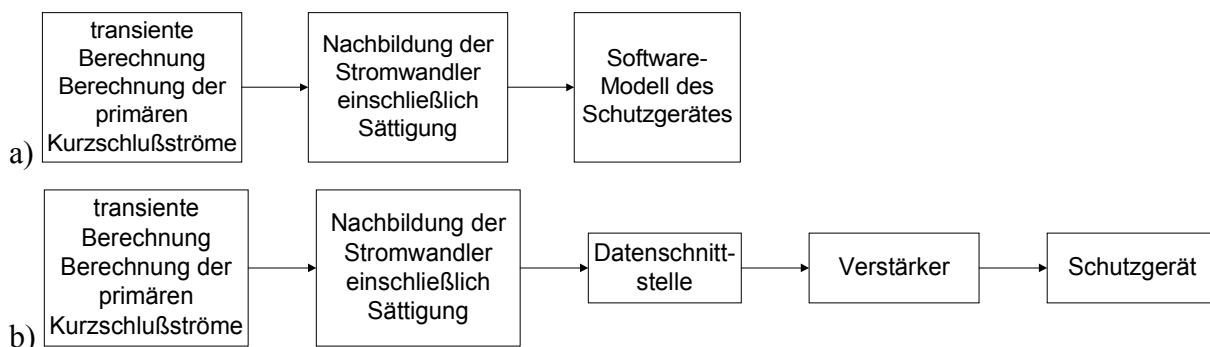 transiente
Berechnung
Berechnung der
primären
Kurzschlußströme
Nachbildung der
Stromwandler
einschließlich
Sättigung
Software-
Modell des
Schutzgerätes
a)
transiente
Berechnung
Berechnung der
primären
Kurzschlußströme
Nachbildung der
Stromwandler
einschließlich
Sättigung
Datenschnitt-
stelle
Verstärker
Schutzgerät
b)